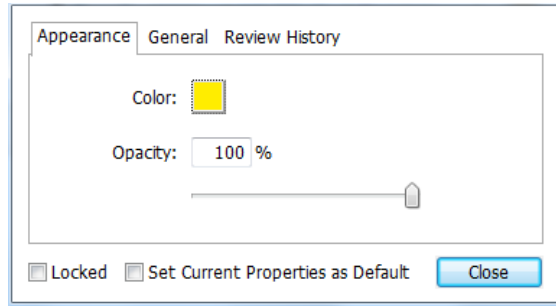 Appearance General Review History
Color:
Opacity: 100 %
Locked Set Current Properties as Default Close